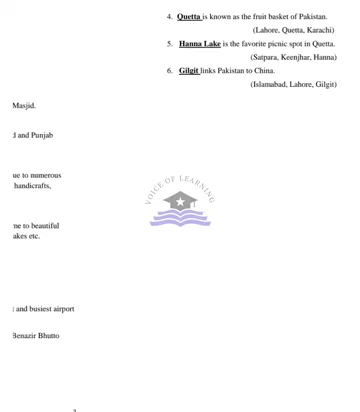 4. Quetta is known as the fruit basket of Pakistan.
(Lahore, Quetta, Karachi)
5. Hanna Lake is the favorite picnic spot in Quetta.
(Satpara, Keenjhar, Hanna)
6. Gilgit links Pakistan to China.
(Islamabad, Lahore, Gilgit)
Masjid.
d and Punjab
ue to numerous
handicrafts,
VOICE OF LEARNING
me to beautiful
akes etc.
and busiest airport
Benazir Bhutto